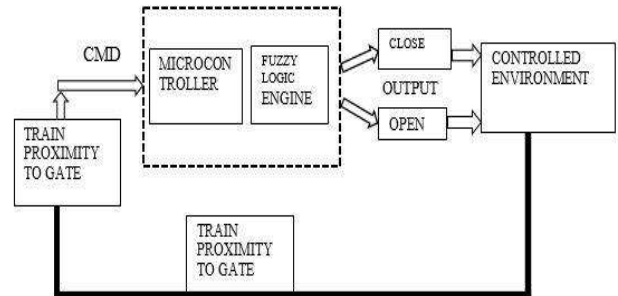 CMD
MICROCON
TROLLER
FUZZY
LOGIC
ENGINE
CLOSE
OUTPUT
OPEN
CONTROLLED
ENVIRONMENT
TRAIN
PROXIMITY
TO GATE
TRAIN
PROXIMITY
TO GATE